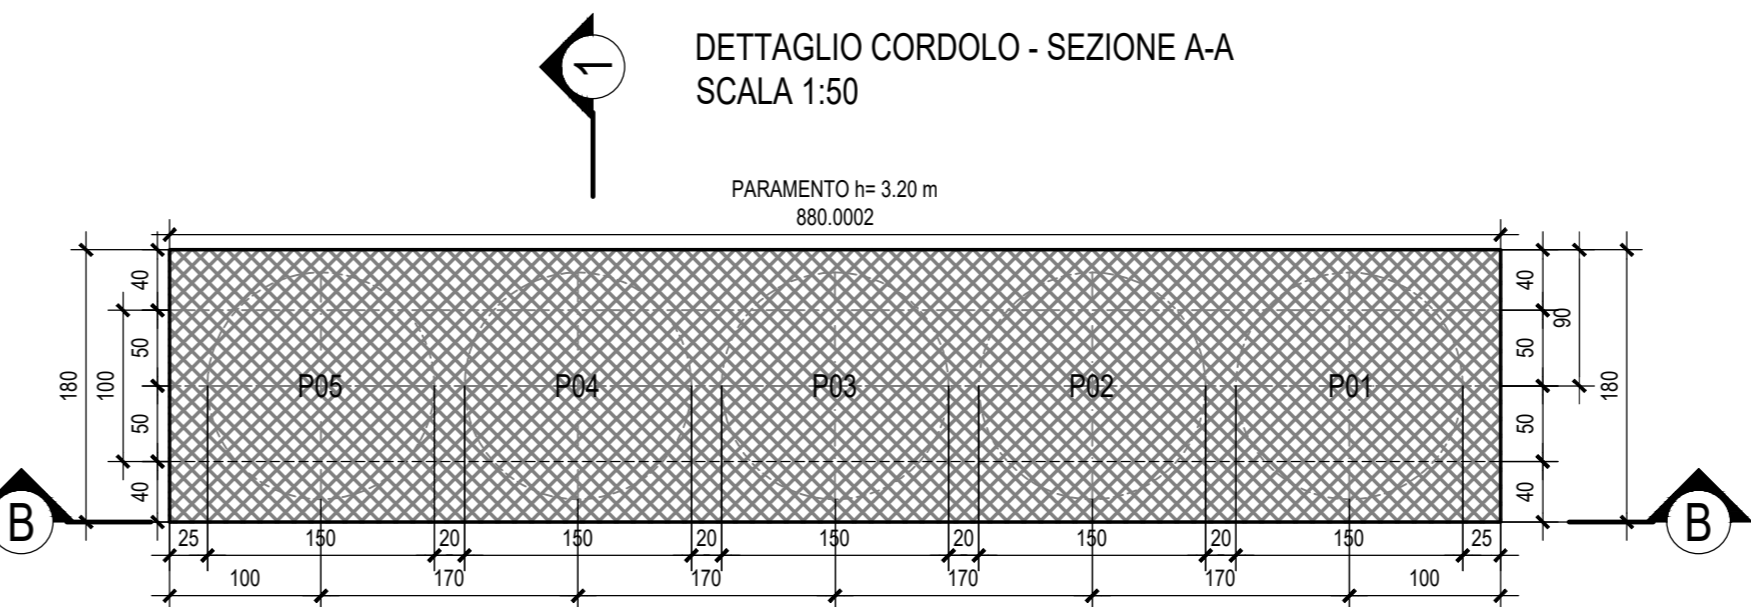 1
DETTAGLIO CORDOLO - SEZIONE A-A
SCALA 1:50
PARAMENTO h= 3.20 m
880.0002
180
100
40
50
50
40
40
50
50
40
90
180
P05
P04
P03
P02
P01
B
B
25 150 20 150 20 150 20 150 20 150 25
100 170 170 170 170 100